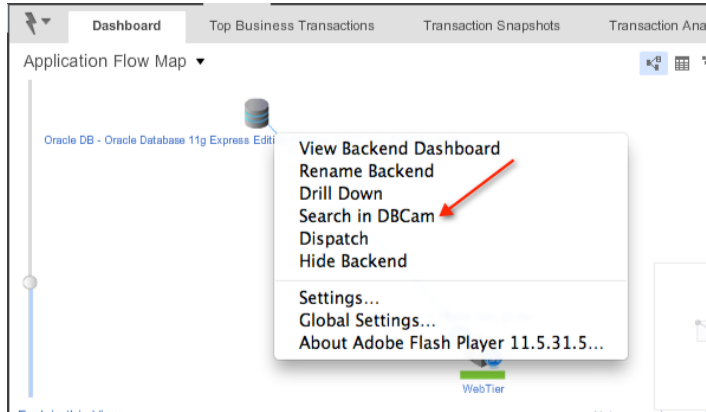 Dashboard
Top Business Transactions
Transaction Snapshots
Transaction Ana
Application Flow Map
Oracle DB - Oracle Database 11g Express Editi
View Backend Dashboard
Rename Backend
Drill Down
Search in DBCam
Dispatch
Hide Backend
Settings...
Global Settings...
About Adobe Flash Player 11.5.31.5...
WebTier